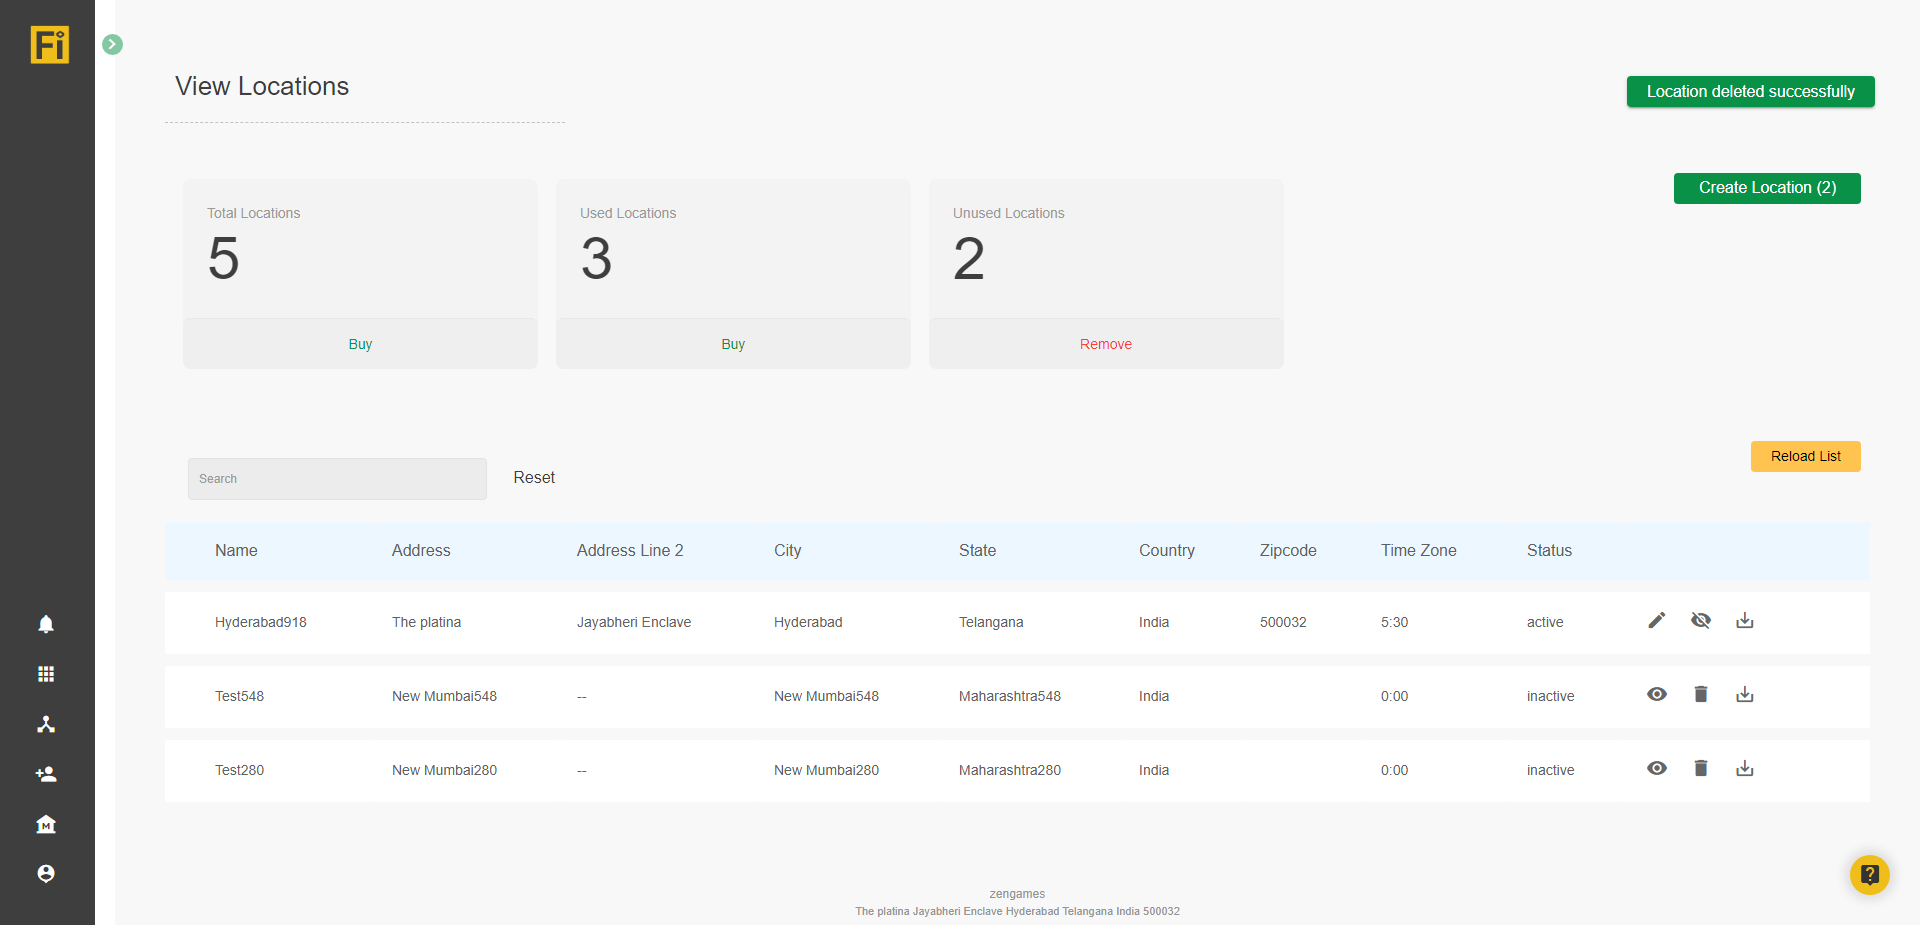 Fi
View Locations
Location deleted successfully
Create Location (2)
Total Locations
5
Buy
Used Locations
3
Buy
Unused Locations
2
Remove
Search
Reset
Reload List
Name Address Address Line 2 City State Country Zipcode Time Zone Status
Hyderabad918 The platina Jayabheri Enclave Hyderabad Telangana India 500032 5:30 active
Test548 New Mumbai548 -- New Mumbai548 Maharashtra548 India 0:00 inactive
Test280 New Mumbai280 -- New Mumbai280 Maharashtra280 India 0:00 inactive
M
?
zengames
The platina Jayabheri Enclave Hyderabad Telangana India 500032